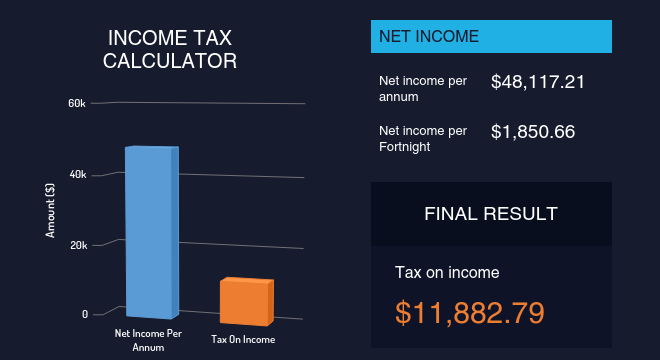 INCOME TAX
CALCULATOR
60k
40k
20k
0
Amount ($)
Net Income Per
Annum
Tax On Income
NET INCOME
Net income per
annum
$48,117.21
Net income per
Fortnight
$1,850.66
FINAL RESULT
Tax on income
$11,882.79